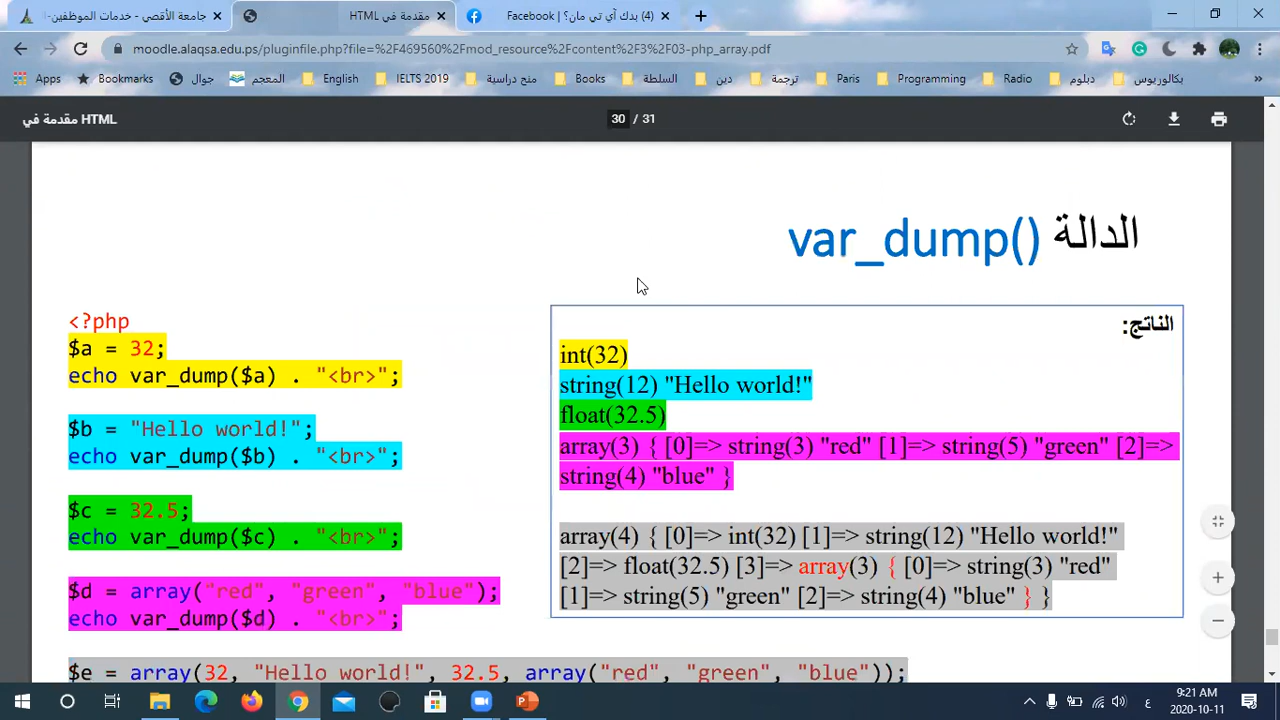 جامعة الأقصى - خدمات الموظفين-
مقدمة في HTML
(4) بدك آي تي مان؟ | Facebook
moodle.alaqsa.edu.ps/pluginfile.php?file=%2F469560%2Fmod_resource%2Fcontent%2F3%2F03-php_array.pdf
Apps Bookmarks جوال المعجم English IELTS 2019 منح دراسية Books السلطة دين ترجمة Paris Programming Radio دبلوم بكالوريوس »
مقدمة في HTML
30 / 31
الدالة var_dump()
<?php
$a = 32;
echo var_dump($a) . "<br>";
$b = "Hello world!";
echo var_dump($b) . "<br>";
$c = 32.5;
echo var_dump($c) . "<br>";
$d = array("red", "green", "blue");
echo var_dump($d) . "<br>";
$e = array(32, "Hello world!", 32.5, array("red", "green", "blue"));
الناتج:
int(32)
string(12) "Hello world!"
float(32.5)
array(3) { [0]=> string(3) "red" [1]=> string(5) "green" [2]=>
string(4) "blue" }
array(4) { [0]=> int(32) [1]=> string(12) "Hello world!"
[2]=> float(32.5) [3]=> array(3) { [0]=> string(3) "red"
[1]=> string(5) "green" [2]=> string(4) "blue" } }
ع
9:21 AM
2020-10-11